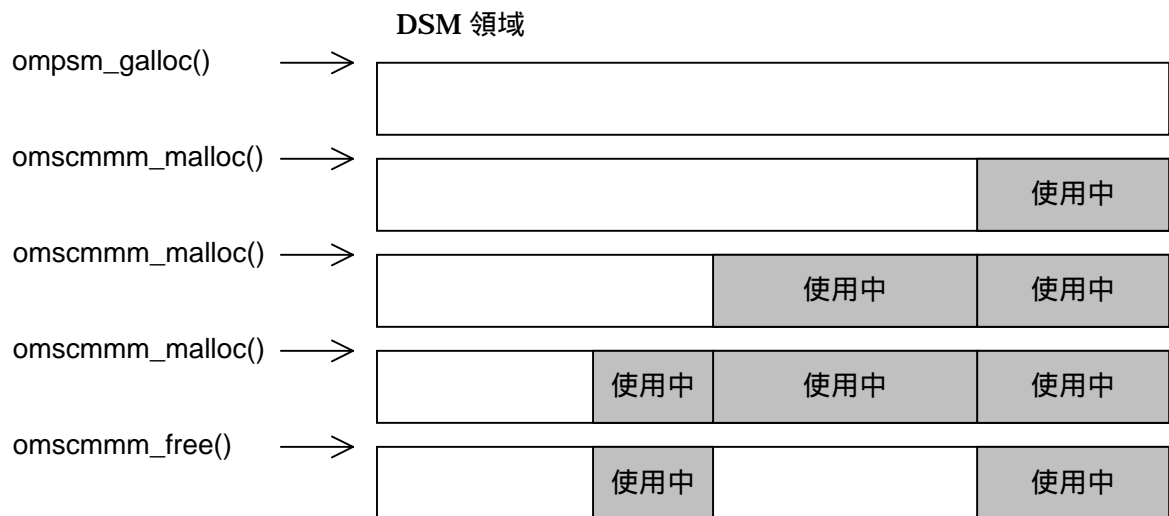 DSM 領域
ompsm_galloc()
omscmmm_malloc()
使用中
omscmmm_malloc()
使用中 使用中
omscmmm_malloc()
使用中 使用中 使用中
omscmmm_free()
使用中 使用中